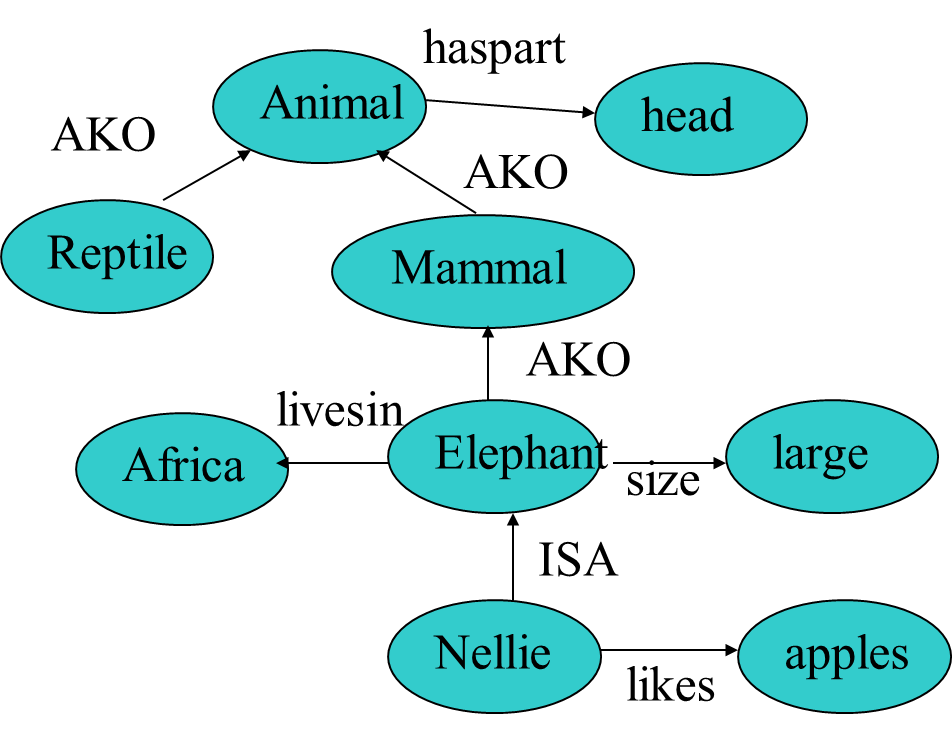 haspart
Animal
head
AKO
AKO
Reptile
Mammal
AKO
livesin
Africa
Elephant
large
size
ISA
Nellie
apples
likes